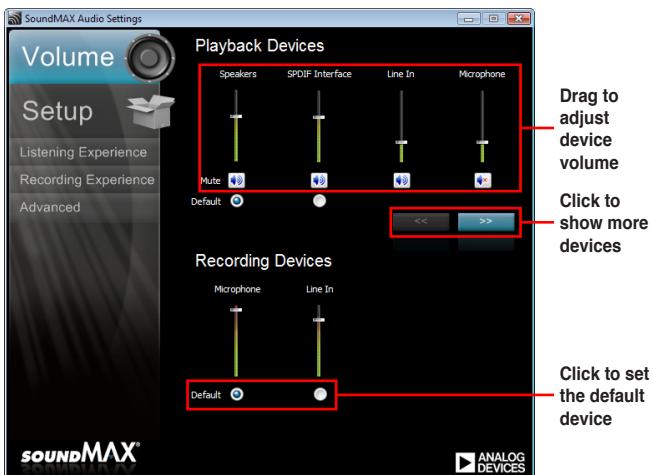 SoundMAX Audio Settings
Volume
Setup
Listening Experience
Recording Experience
Advanced
Playback Devices
Speakers SPDIF Interface Line In Microphone
Mute
Default
<< >>
Recording Devices
Microphone Line In
Default
SOUNDMAX®
ANALOG
DEVICES
Drag to
adjust
device
volume
Click to
show more
devices
Click to set
the default
device